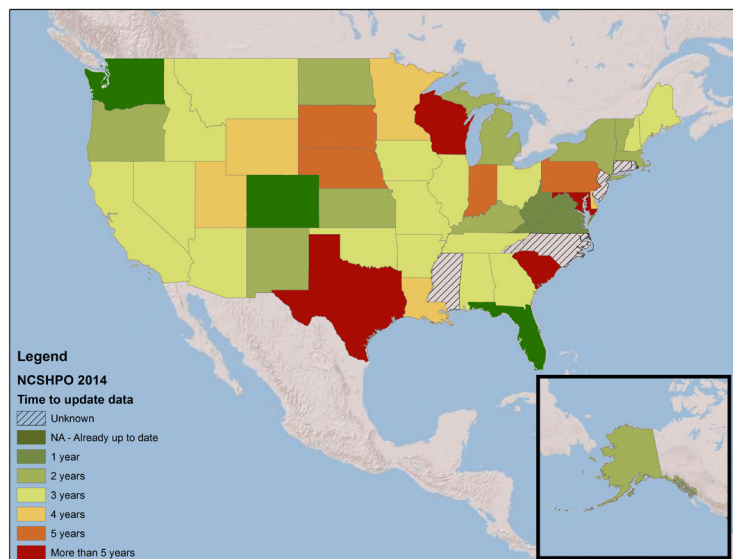 Legend
NCSHPO 2014
Time to update data
Unknown
NA - Already up to date
1 year
2 years
3 years
4 years
5 years
More than 5 years